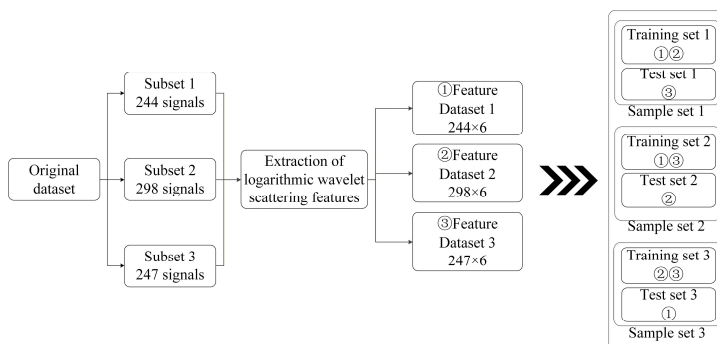 Original
dataset
Subset 1
244 signals
Subset 2
298 signals
Subset 3
247 signals
Extraction of
logarithmic wavelet
scattering features
①Feature
Dataset 1
244×6
②Feature
Dataset 2
298×6
③Feature
Dataset 3
247×6
Training set 1
①②
Test set 1
③
Sample set 1
Training set 2
①③
Test set 2
②
Sample set 2
Training set 3
②③
Test set 3
①
Sample set 3